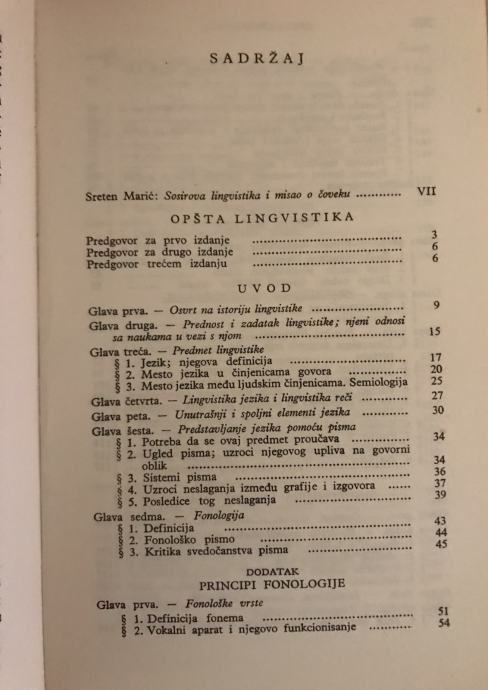 SADRŽAJ
Sreten Marić: Sosirova lingvistika i misao o čoveku ............ VII
OPŠTA LINGVISTIKA
Predgovor za prvo izdanje ........................................ 3
Predgovor za drugo izdanje ........................................ 6
Predgovor trećem izdanju ........................................ 6
UVOD
Glava prva. — Osvrt na istoriju lingvistike ........................ 9
Glava druga. — Prednost i zadatak lingvistike; njeni odnosi
sa naukama u vezi s njom ........................................ 15
Glava treća. — Predmet lingvistike
§ 1. Jezik; njegova definicija .................................... 17
§ 2. Mesto jezika u činjenicama govora .................... 20
§ 3. Mesto jezika među ljudskim činjenicama. Semiologija 25
Glava četvrta. — Lingvistika jezika i lingvistika reči ............ 27
Glava peta. — Unutrašnji i spoljni elementi jezika ............ 30
Glava šesta. — Predstavljanje jezika pomoću pisma
§ 1. Potreba da se ovaj predmet proučava ................ 34
§ 2. Ugled pisma; uzroci njegovog upliva na govorni
oblik ........................................................ 34
§ 3. Sistemi pisma ................................................ 36
§ 4. Uzroci neslaganja između grafije i izgovora ...... 37
§ 5. Posledice tog neslaganja ................................ 39
Glava sedma. — Fonologija
§ 1. Definicija .................................................... 43
§ 2. Fonološko pismo ........................................ 44
§ 3. Kritika svedočanstva pisma ............................ 45
DODATAK
PRINCIPI FONOLOGIJE
Glava prva. — Fonološke vrste
§ 1. Definicija fonema ........................................ 51
§ 2. Vokalni aparat i njegovo funkcionisanje ............ 54